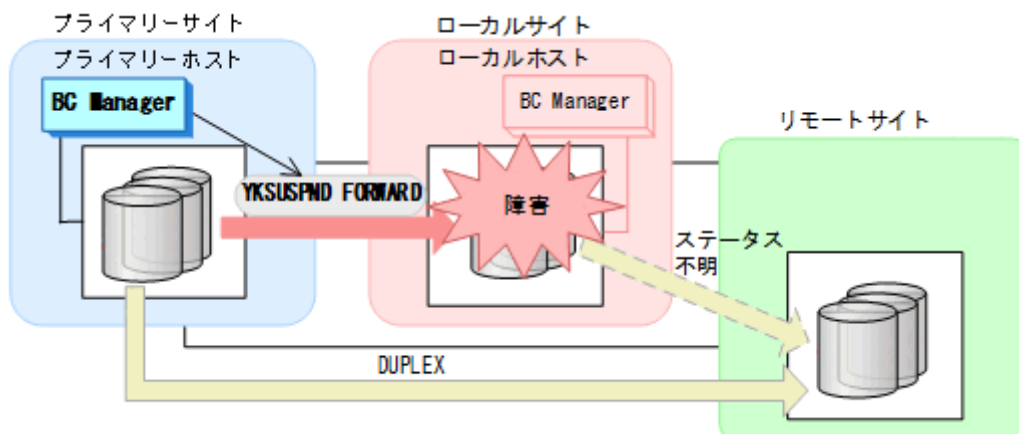 プライマリーサイト
プライマリーホスト
BC Manager
ローカルサイト
ローカルホスト
BC Manager
リモートサイト
YKSUSPND FORWARD
障害
ステータス
不明
DUPLEX